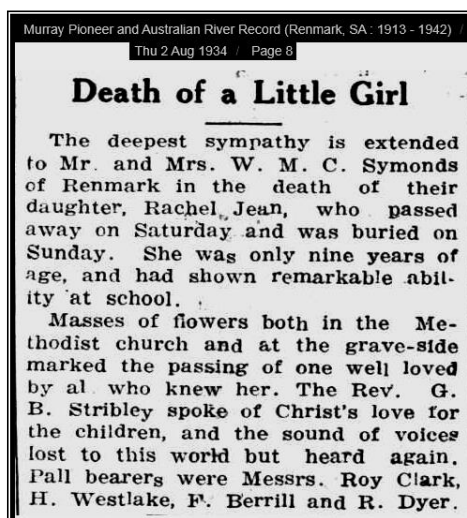 Murray Pioneer and Australian River Record (Renmark, SA : 1913 - 1942) /
Thu 2 Aug 1934 / Page 8
Death of a Little Girl
The deepest sympathy is extended
to Mr. and Mrs. W. M. C. Symonds
of Renmark in the death of their
daughter, Rachel Jean, who passed
away on Saturday and was buried on
Sunday. She was only nine years of
age, and had shown remarkable abil-
ity at school.
Masses of flowers both in the Me-
thodist church and at the grave-side
marked the passing of one well loved
by al who knew her. The Rev. G.
B. Stribley spoke of Christ's love for
the children, and the sound of voices
lost to this world but heard again.
Pall bearers were Messrs. Roy Clark,
H. Westlake, F. Berrill and R. Dyer.